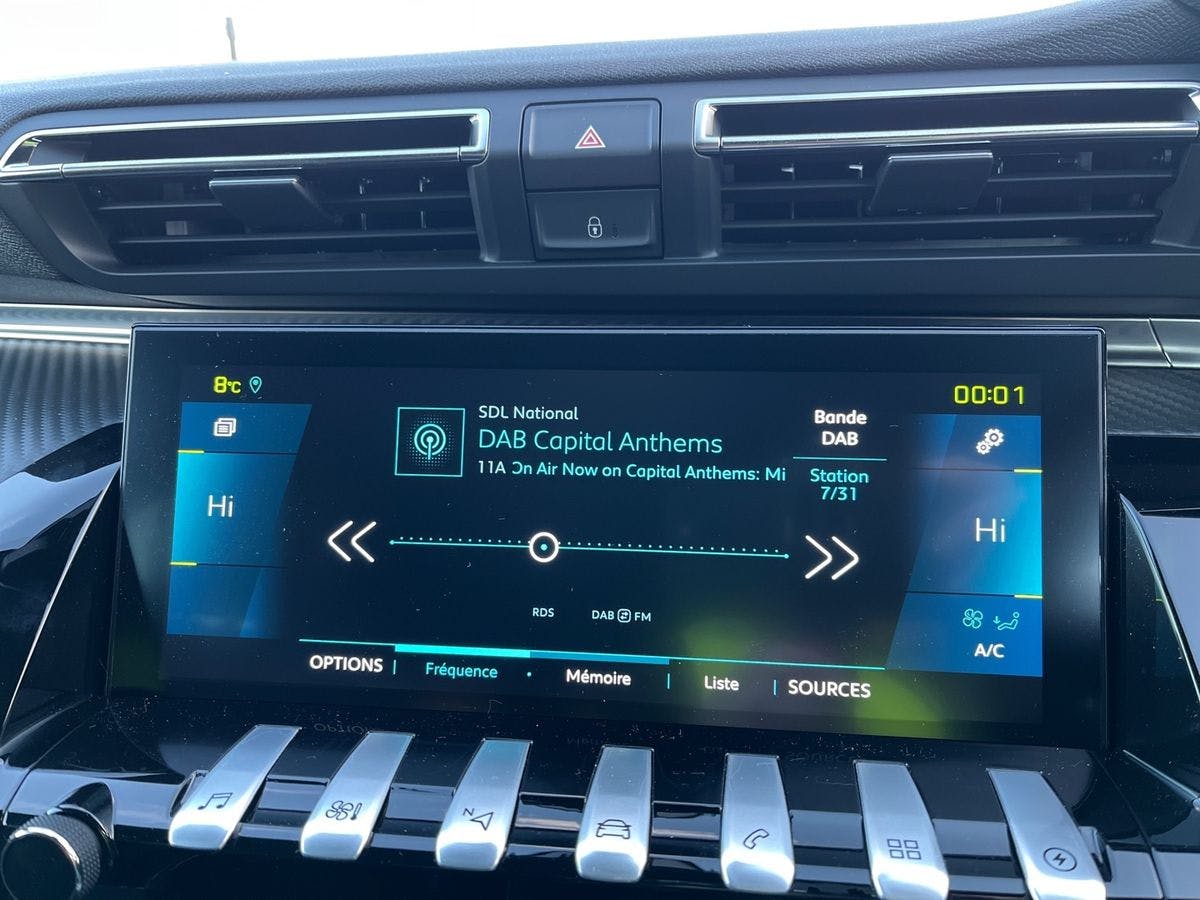 8°C
00:01
SDL National
DAB Capital Anthems
11A On Air Now on Capital Anthems: Mi
Bande
DAB
Station
7/31
Hi
Hi
RDS
DAB FM
A/C
OPTIONS
Fréquence
Mémoire
Liste
SOURCES
N